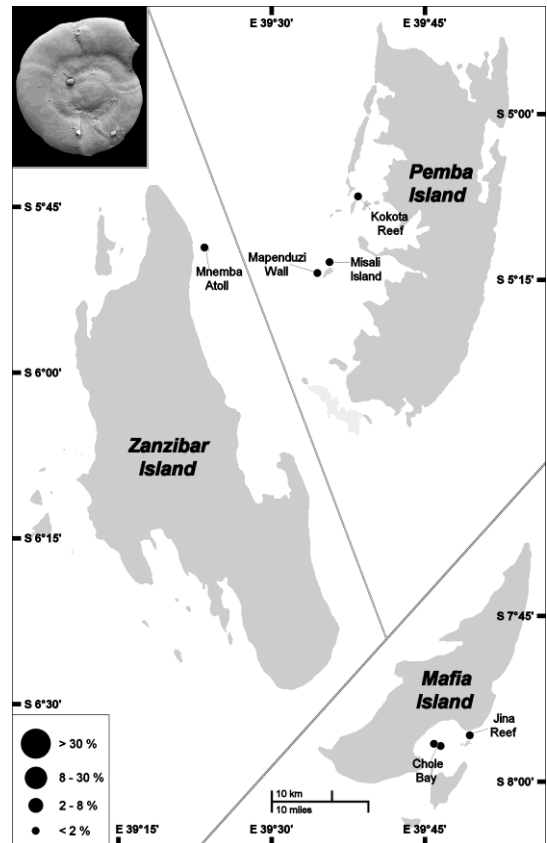 E 39°30'
E 39°45'
S 5°00'
Pemba
Island
Kokota
Reef
S 5°45'
Mnemba
Atoll
Mapenduzi
Wall
Misali
Island
S 5°15'
S 6°00'
Zanzibar
Island
S 6°15'
S 7°45'
Mafia
Island
S 6°30'
Jina
Reef
Chole
Bay
> 30 %
8 - 30 %
2 - 8 %
< 2 %
10 km
10 miles
S 8°00'
E 39°15'
E 39°30'
E 39°45'